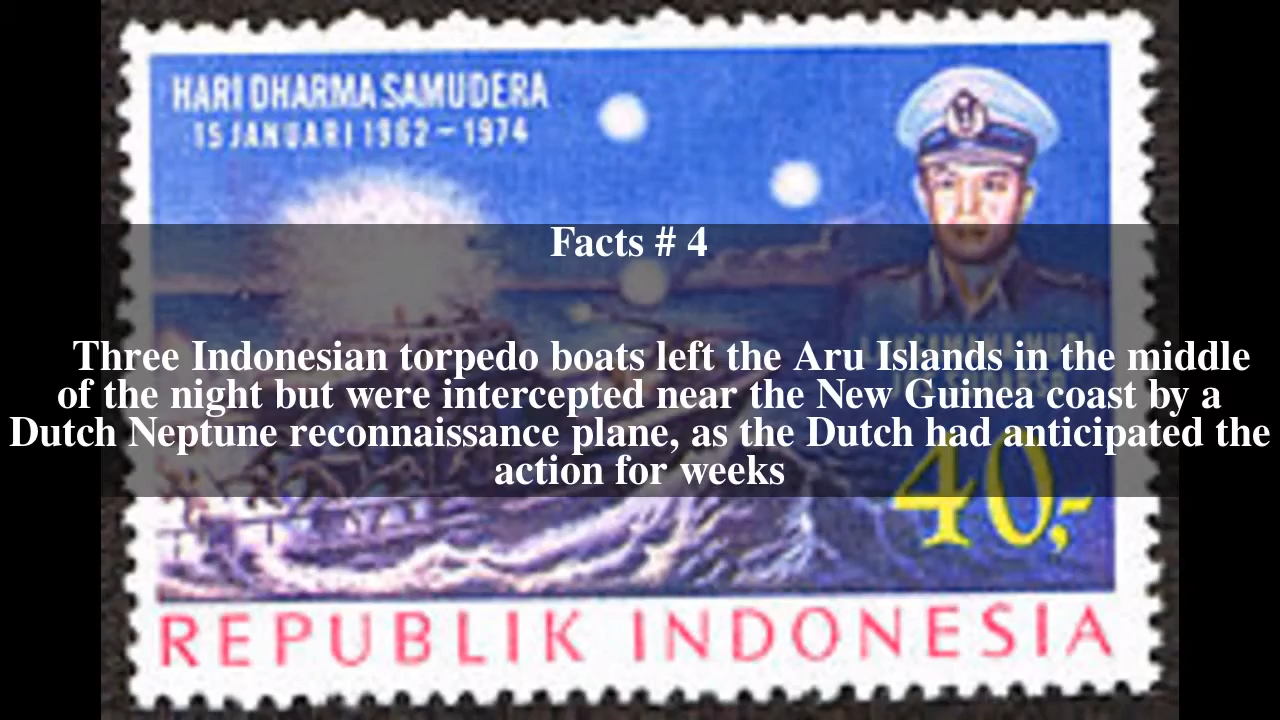 HARI DHARMA SAMUDERA
15 JANUARI 1962 – 1974
Facts # 4
Three Indonesian torpedo boats left the Aru Islands in the middle
of the night but were intercepted near the New Guinea coast by a
Dutch Neptune reconnaissance plane, as the Dutch had anticipated the
action for weeks
40,-
REPUBLIK INDONESIA